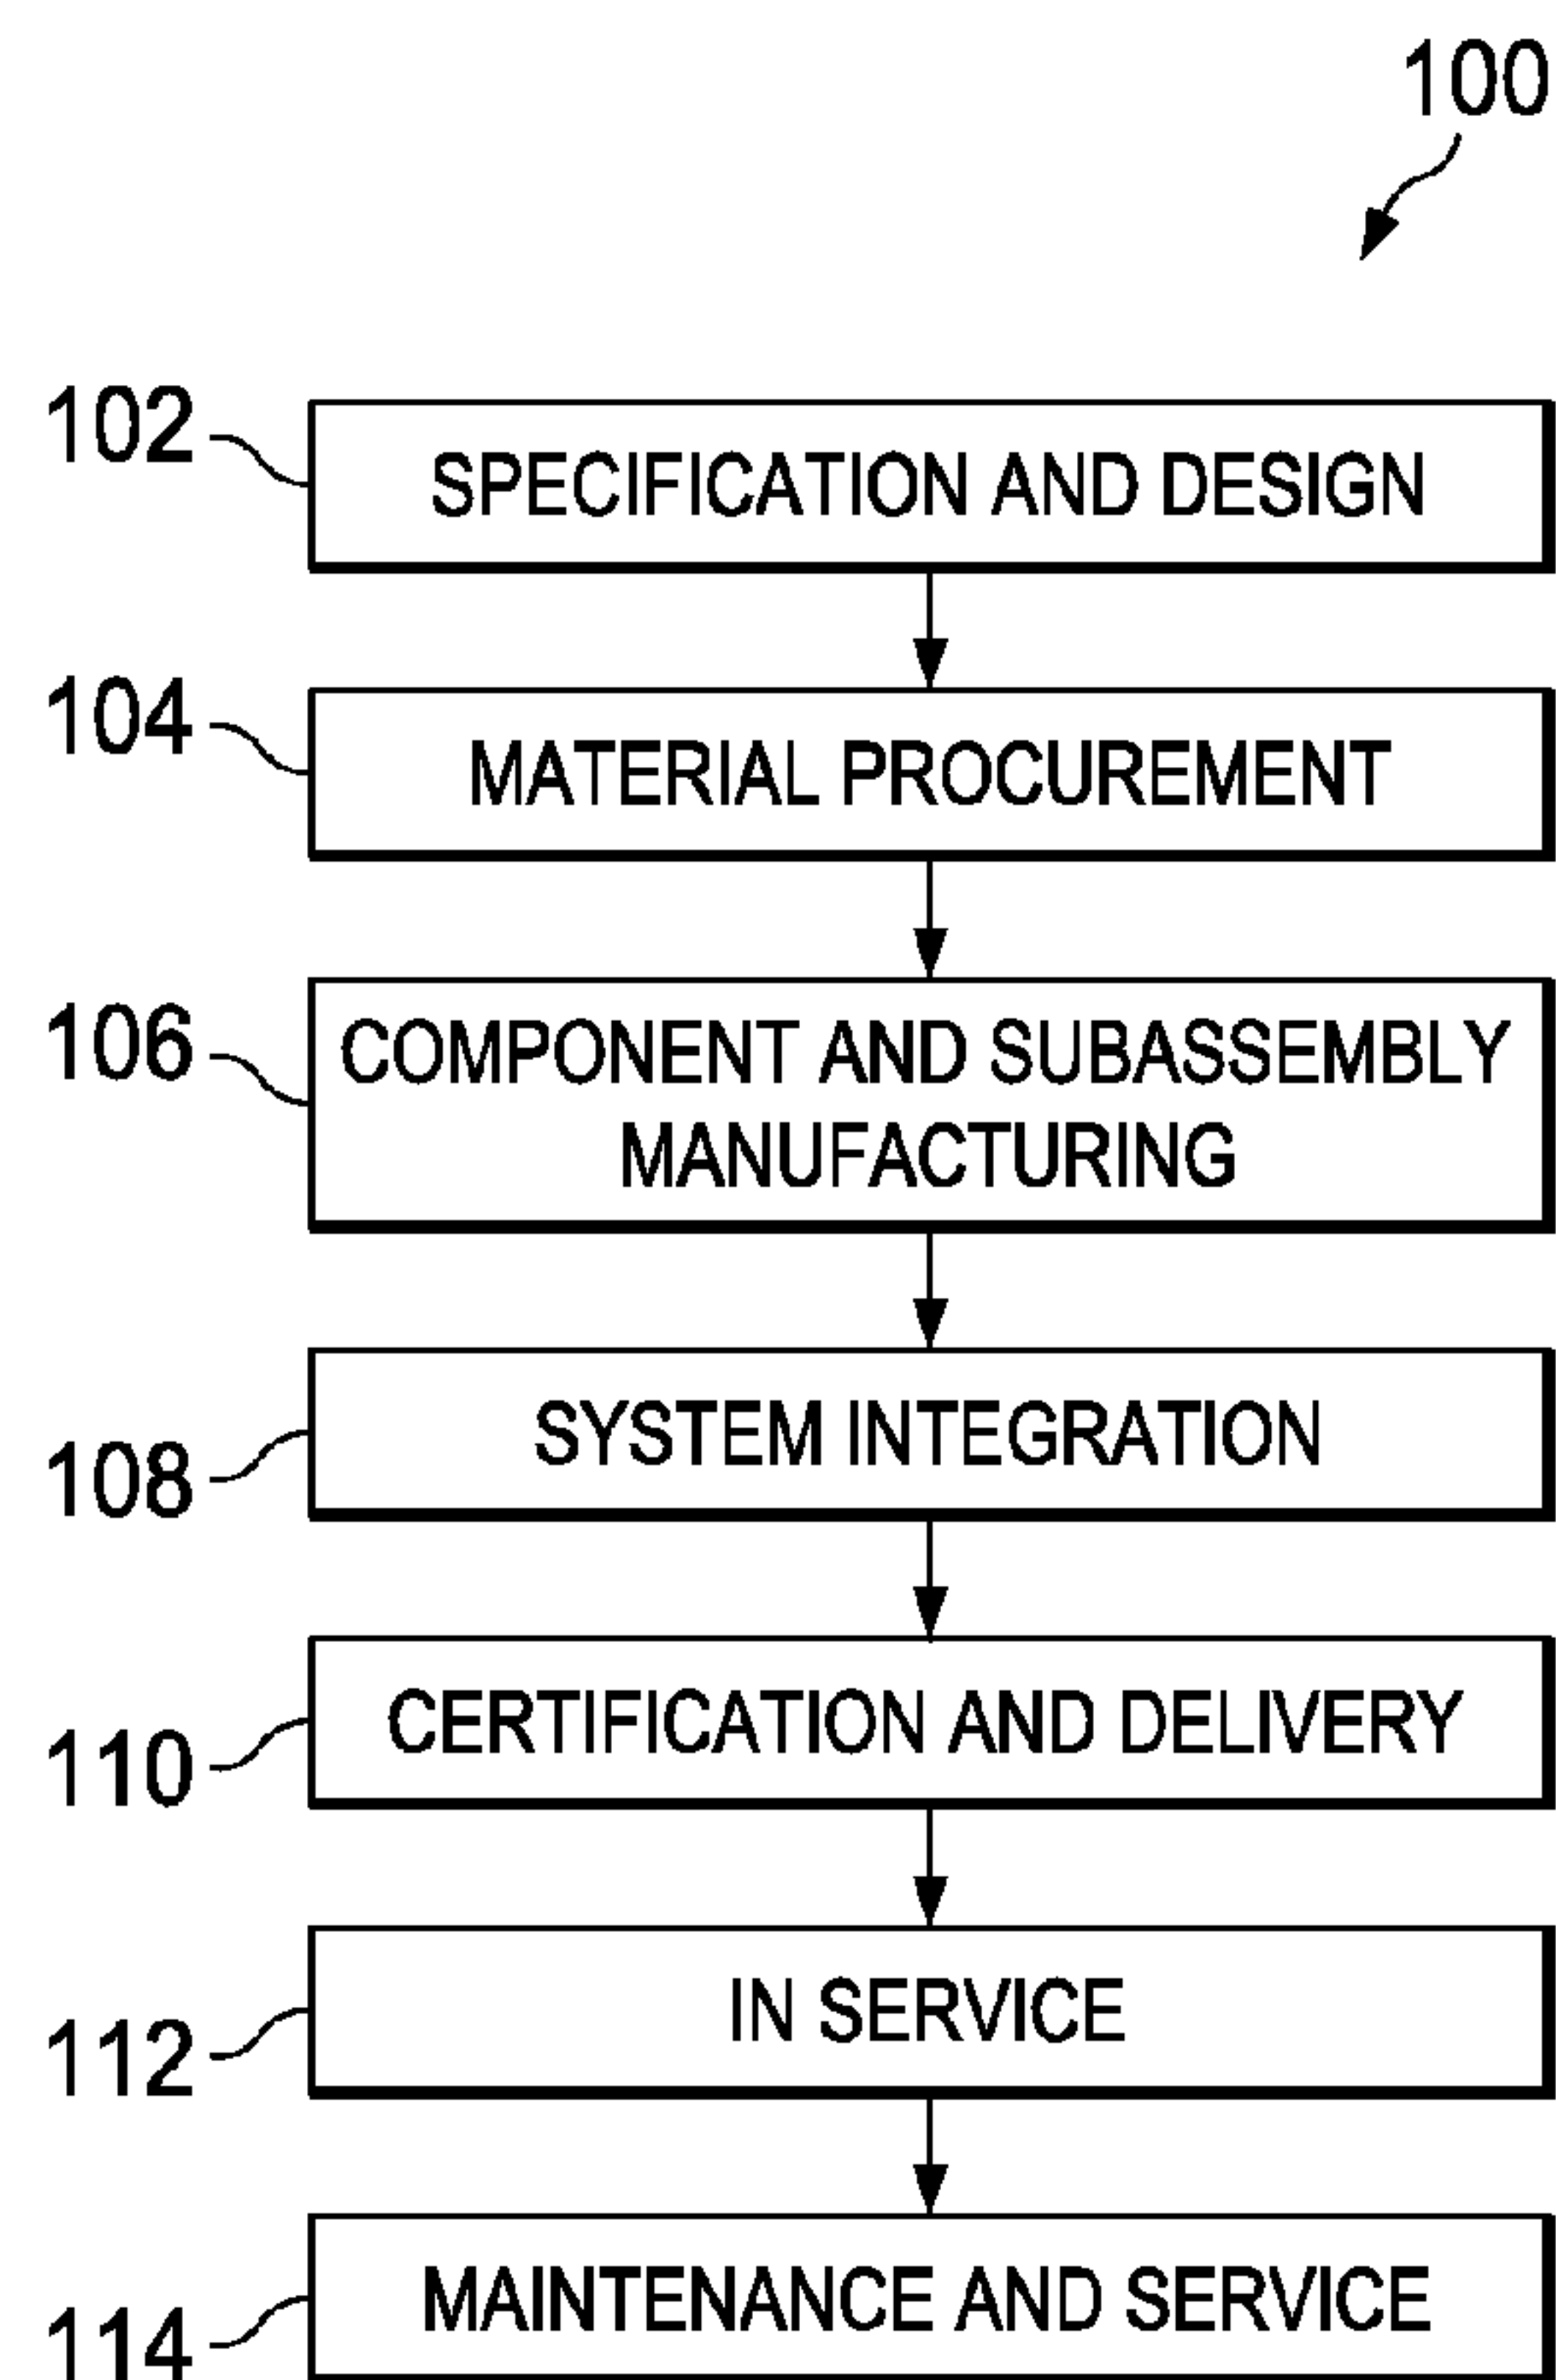 100
102
SPECIFICATION AND DESIGN
104
MATERIAL PROCUREMENT
106
COMPONENT AND SUBASSEMBLY
MANUFACTURING
SYSTEM INTEGRATION
108
CERTIFICATION AND DELIVERY
110
IN SERVICE
112
MAINTENANCE AND SERVICE
114